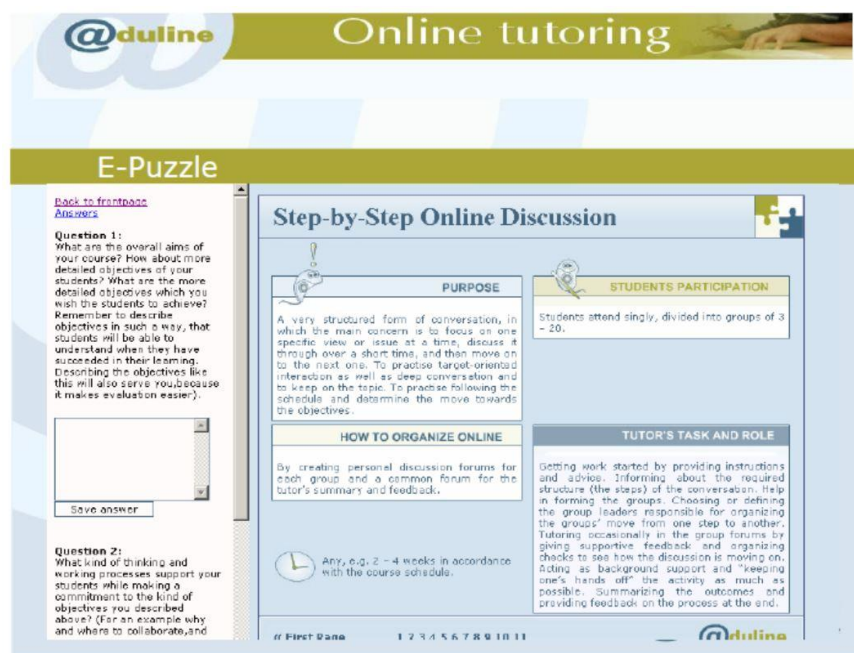 @duline
Online tutoring
E-Puzzle
Back to frontpage
Answers
Question 1:
What are the overall aims of
your course? How about more
detailed objectives of your
students? What are the more
detailed objectives which you
wish the students to achieve?
Remember to describe
objectives in such a way, that
students will be able to
understand when they have
succeeded in their learning.
Describing the objectives like
this will also serve you,because
it makes evaluation easier).
Save answer
Question 2:
What kind of thinking and
working processes support your
students while making a
commitment to the kind of
objectives you described
above? (For an example why
and where to collaborate,and
Step-by-Step Online Discussion
PURPOSE
A very structured form of conversation, in
which the main concern is to focus on one
specific view or issue at a time, discuss it
through over a short time, and then move on
to the next one. To practise target-oriented
interaction as well as deep conversation and
to keep on the topic. To practise following the
schedule and determine the move towards
the objectives.
STUDENTS PARTICIPATION
Students attend singly, divided into groups of 3
– 20.
HOW TO ORGANIZE ONLINE
By creating personal discussion forums for
each group and a common forum for the
tutor's summary and feedback.
Any, e.g. 2 – 4 weeks in accordance
with the course schedule.
TUTOR'S TASK AND ROLE
Getting work started by providing instructions
and advice. Informing about the required
structure (the steps) of the conversation. Help
in forming the groups. Choosing or defining
the group leaders responsible for organizing
the groups' move from one step to another.
Tutoring occasionally in the group forums by
giving supportive feedback and organizing
checks to see how the discussion is moving on.
Acting as background support and "keeping
one's hands off" the activity as much as
possible. Summarizing the outcomes and
providing feedback on the process at the end.
« First Page 1 2 3 4 5 6 7 8 9 10 11
@duline